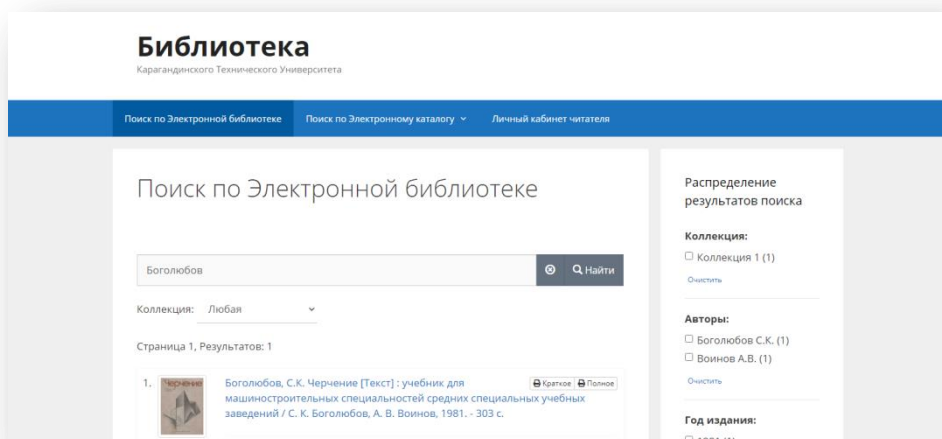 Библиотека
Карагандинского Технического Университета
Поиск по Электронной библиотеке
Поиск по Электронному каталогу
Личный кабинет читателя
Поиск по Электронной библиотеке
Боголюбов
Найти
Коллекция: Любая
Страница 1, Результатов: 1
1.
Черчение
Боголюбов, С.К. Черчение [Текст] : учебник для
машиностроительных специальностей средних специальных учебных
заведений / С. К. Боголюбов, А. В. Воинов, 1981. - 303 с.
Краткое
Полное
Распределение
результатов поиска
Коллекция:
Коллекция 1 (1)
Очистить
Авторы:
Боголюбов С.К. (1)
Воинов А.В. (1)
Очистить
Год издания: